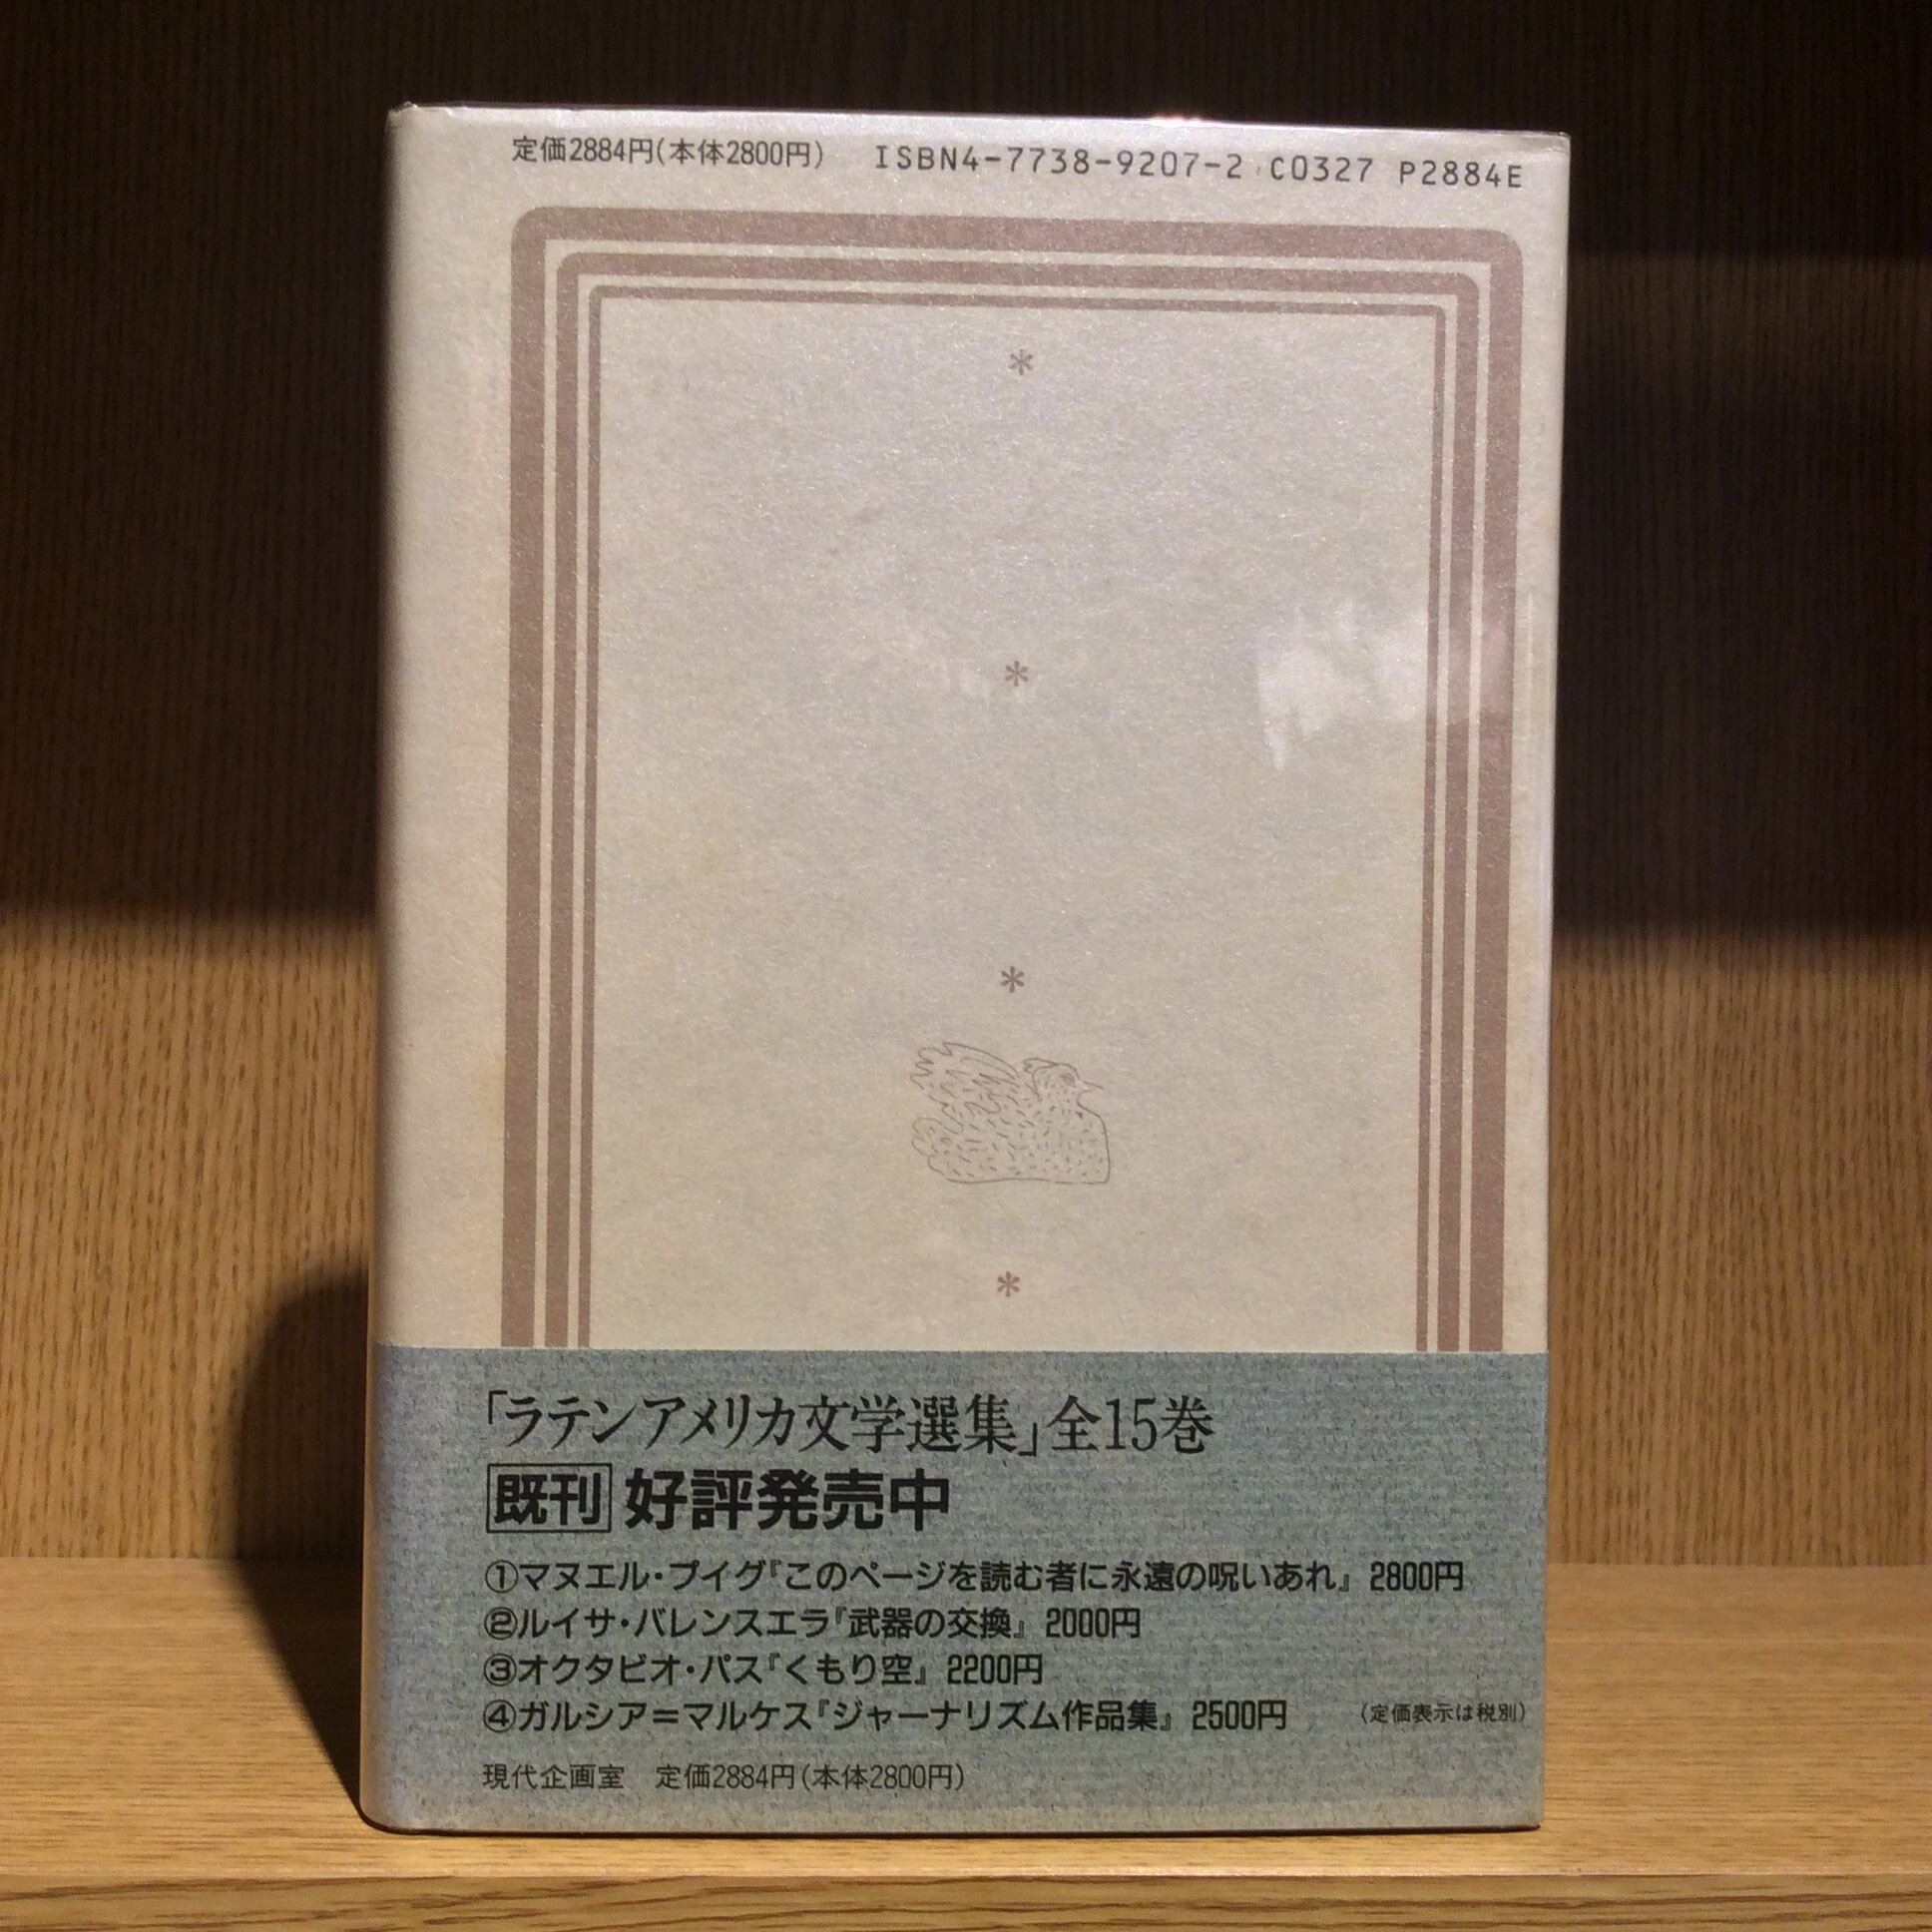 定価2884円(本体2800円) ISBN4-7738-9207-2 C0327 P2884E
*
*
*
*
「ラテンアメリカ文学選集」全15巻
既刊 好評発売中
①マヌエル・プイグ『このページを読む者に永遠の呪いあれ』 2800円
②ルイサ・バレンスエラ『武器の交換』 2000円
③オクタビオ・パス『くもり空』 2200円
④ガルシア=マルケス『ジャーナリズム作品集』 2500円 (定価表示は税別)
現代企画室 定価2884円(本体2800円)